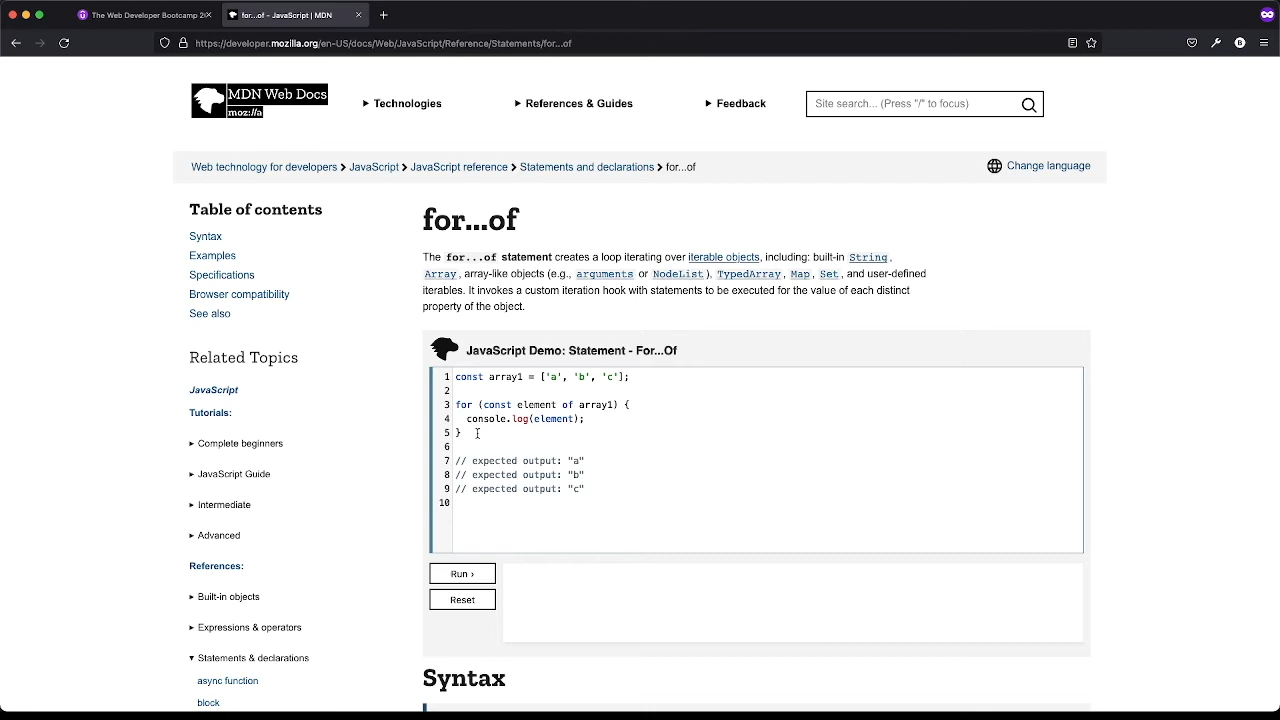 The Web Developer Bootcamp 20
for...of - JavaScript | MDN
https://developer.mozilla.org/en-US/docs/Web/JavaScript/Reference/Statements/for...of
MDN Web Docs
moz://a
Technologies
References & Guides
Feedback
Site search... (Press "/" to focus)
Web technology for developers > JavaScript > JavaScript reference > Statements and declarations > for...of
Change language
Table of contents
Syntax
Examples
Specifications
Browser compatibility
See also
Related Topics
JavaScript
Tutorials:
Complete beginners
JavaScript Guide
Intermediate
Advanced
References:
Built-in objects
Expressions & operators
Statements & declarations
async function
block
for...of
The for...of statement creates a loop iterating over iterable objects, including: built-in String,
Array, array-like objects (e.g., arguments or NodeList), TypedArray, Map, Set, and user-defined
iterables. It invokes a custom iteration hook with statements to be executed for the value of each distinct
property of the object.
JavaScript Demo: Statement - For...Of
1 const array1 = ['a', 'b', 'c'];
2
3 for (const element of array1) {
4 console.log(element);
5 }
6
7 // expected output: "a"
8 // expected output: "b"
9 // expected output: "c"
10
Run ›
Reset
Syntax